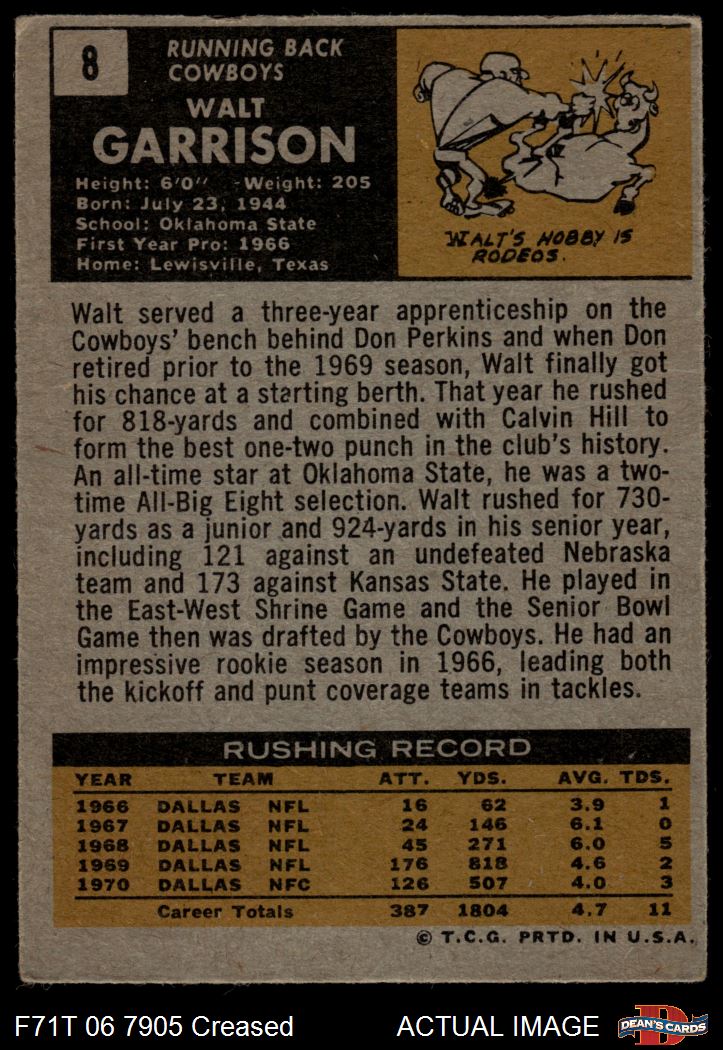 8
RUNNING BACK
COWBOYS
WALT
GARRISON
Height: 6'0" - Weight: 205
Born: July 23, 1944
School: Oklahoma State
First Year Pro: 1966
Home: Lewisville, Texas
WALT'S HOBBY IS
RODEOS.
Walt served a three-year apprenticeship on the
Cowboys' bench behind Don Perkins and when Don
retired prior to the 1969 season, Walt finally got
his chance at a starting berth. That year he rushed
for 818-yards and combined with Calvin Hill to
form the best one-two punch in the club's history.
An all-time star at Oklahoma State, he was a two-
time All-Big Eight selection. Walt rushed for 730-
yards as a junior and 924-yards in his senior year,
including 121 against an undefeated Nebraska
team and 173 against Kansas State. He played in
the East-West Shrine Game and the Senior Bowl
Game then was drafted by the Cowboys. He had an
impressive rookie season in 1966, leading both
the kickoff and punt coverage teams in tackles.
RUSHING RECORD
YEAR TEAM ATT. YDS. AVG. TDS.
1966 DALLAS NFL 16 62 3.9 1
1967 DALLAS NFL 24 146 6.1 0
1968 DALLAS NFL 45 271 6.0 5
1969 DALLAS NFL 176 818 4.6 2
1970 DALLAS NFC 126 507 4.0 3
Career Totals 387 1804 4.7 11
© T.C.G. PRTD. IN U.S.A.
F71T 06 7905 Creased ACTUAL IMAGE
D
DEAN'S CARDS